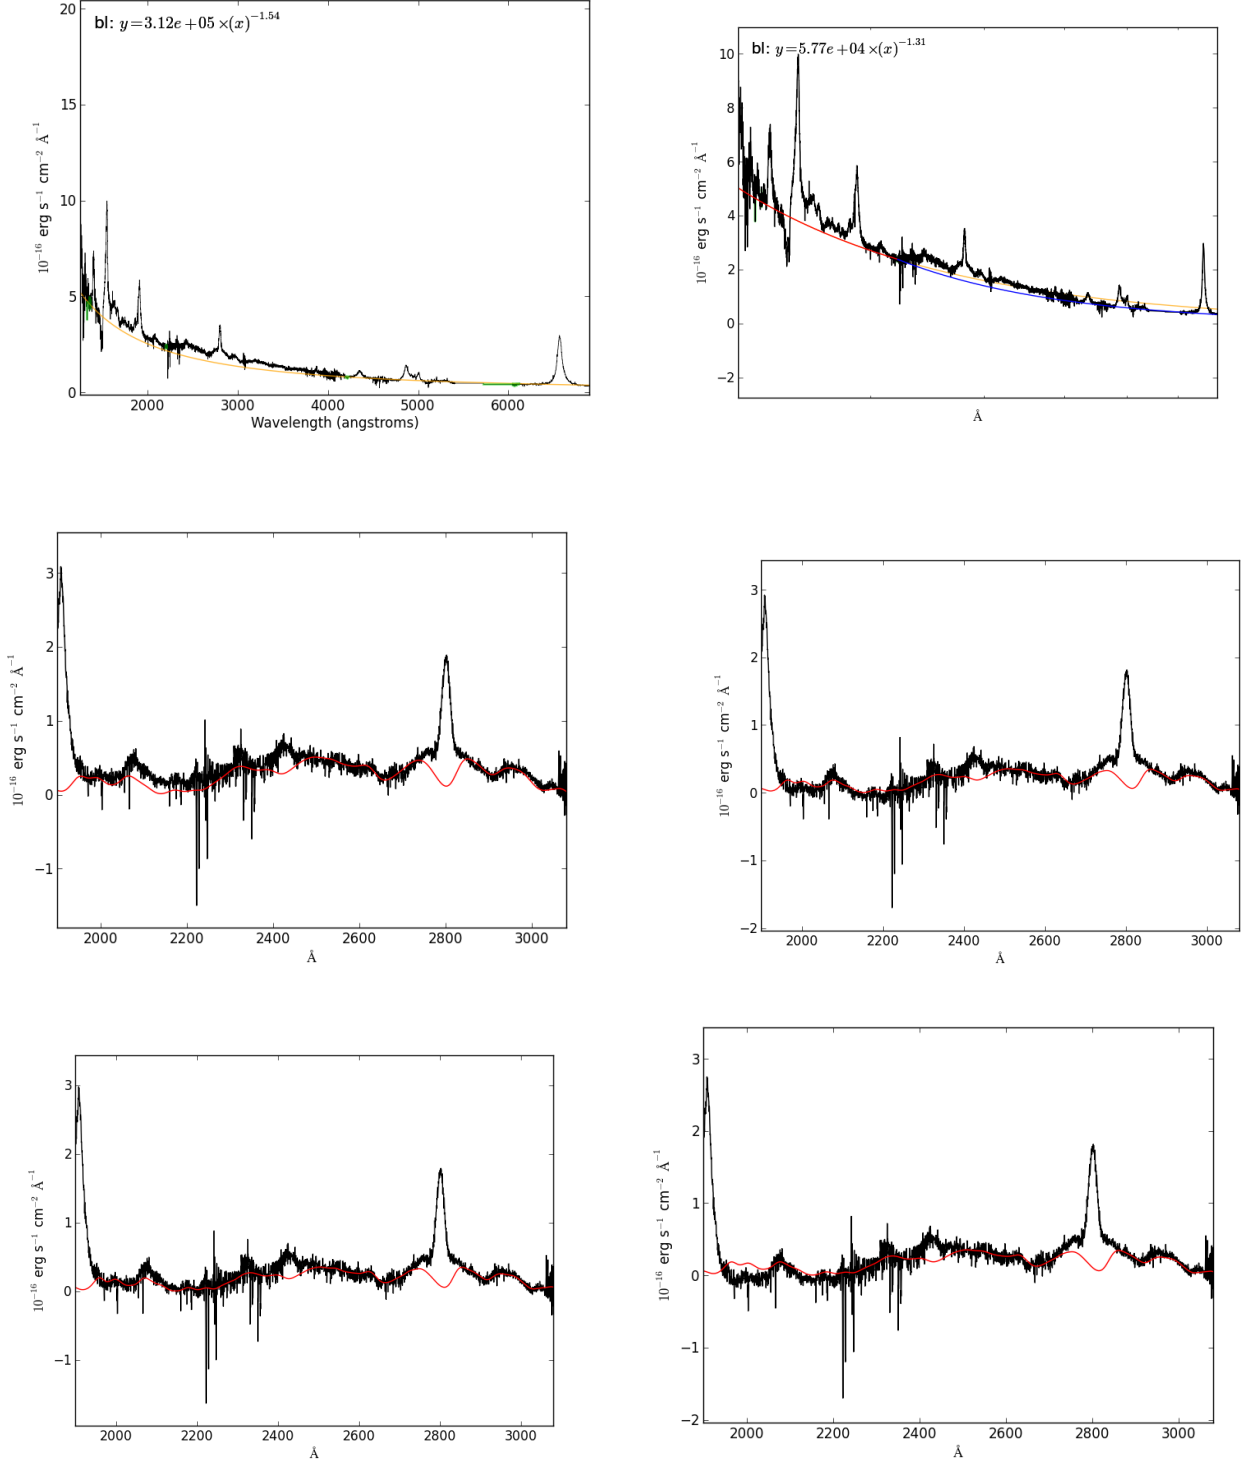 bl: y=3.12e+05×(x)^−1.54
20
15
10
5
0
10^−16 erg s^−1 cm^−2 Å^−1
2000 3000 4000 5000 6000
Wavelength (angstroms)
bl: y=5.77e+04×(x)^−1.31
10
8
6
4
2
0
−2
10^−16 erg s^−1 cm^−2 Å^−1
Å
3
2
1
0
−1
10^−16 erg s^−1 cm^−2 Å^−1
2000 2200 2400 2600 2800 3000
Å
3
2
1
0
−1
−2
10^−16 erg s^−1 cm^−2 Å^−1
2000 2200 2400 2600 2800 3000
Å
3
2
1
0
−1
10^−16 erg s^−1 cm^−2 Å^−1
2000 2200 2400 2600 2800 3000
Å
3
2
1
0
−1
−2
10^−16 erg s^−1 cm^−2 Å^−1
2000 2200 2400 2600 2800 3000
Å